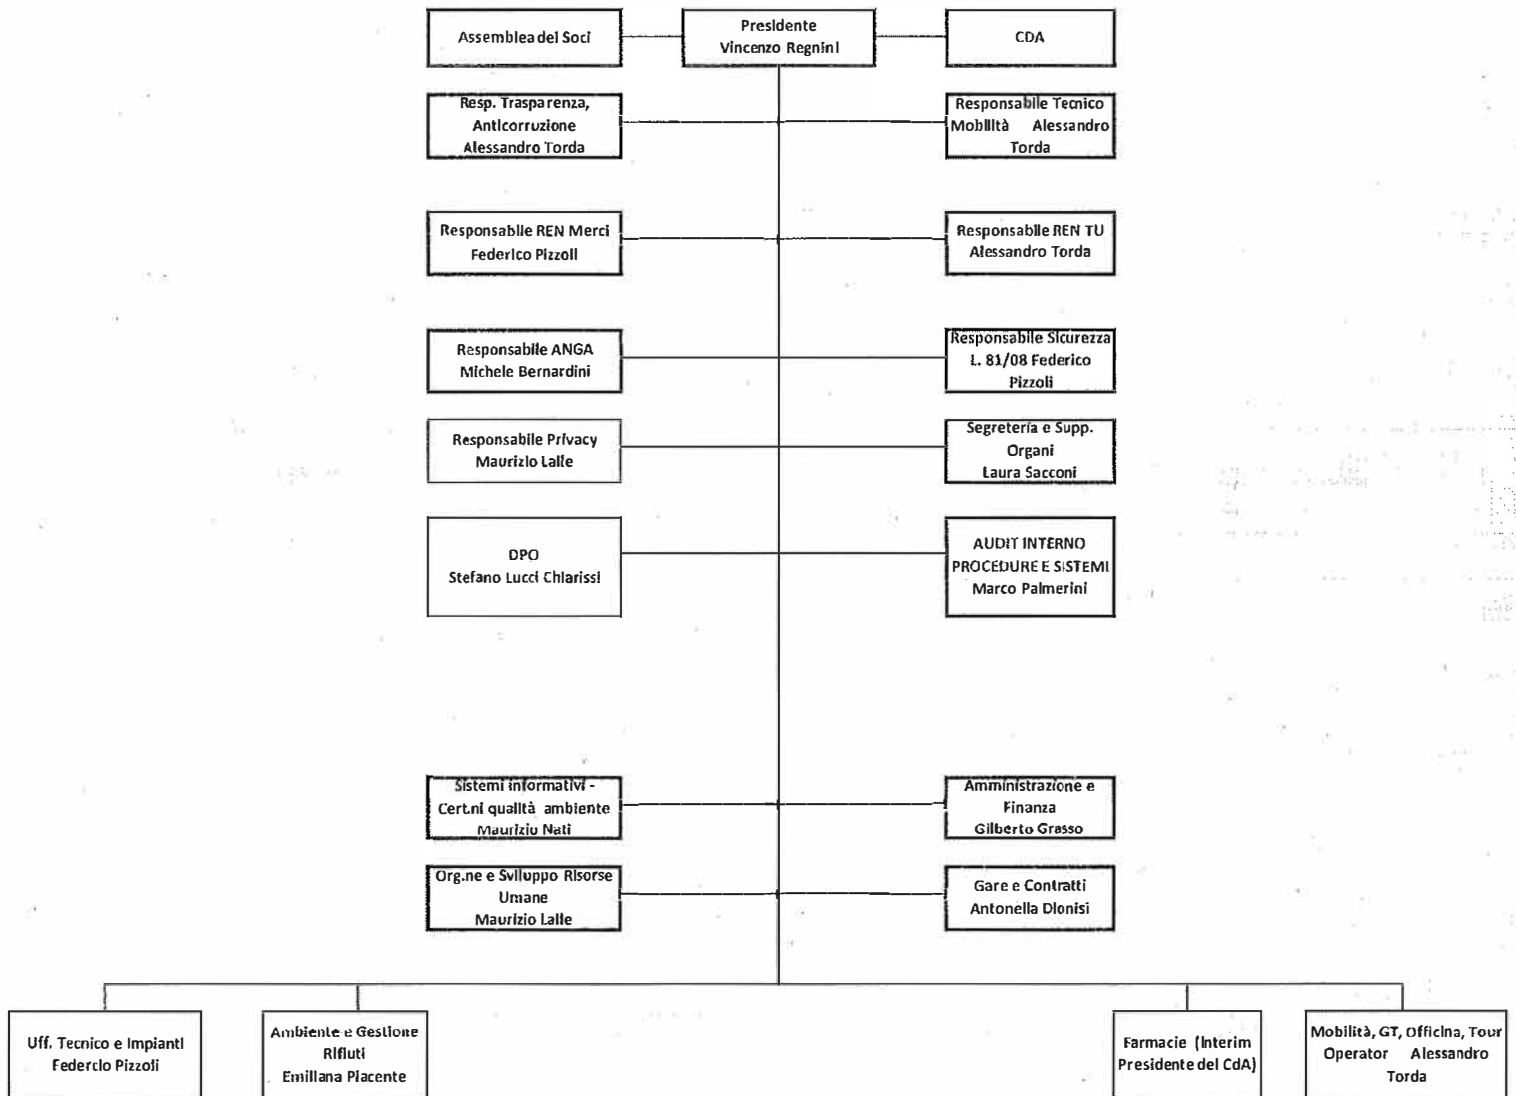 Assemblea dei Soci
Presidente
Vincenzo Regnini
CDA
Resp. Trasparenza,
Anticorruzione
Alessandro Torda
Responsabile Tecnico
Mobilità Alessandro
Torda
Responsabile REN Merci
Federico Pizzoli
Responsabile REN TU
Alessandro Torda
Responsabile ANGA
Michele Bernardini
Responsabile Sicurezza
L. 81/08 Federico
Pizzoli
Responsabile Privacy
Maurizio Lalle
Segreteria e Supp.
Organi
Laura Sacconi
DPO
Stefano Lucci Chiarissi
AUDIT INTERNO
PROCEDURE E SISTEMI
Marco Palmerini
Sistemi informativi -
Cert.ni qualità ambiente
Maurizio Nati
Amministrazione e
Finanza
Gilberto Grasso
Org.ne e Sviluppo Risorse
Umane
Maurizio Lalle
Gare e Contratti
Antonella Dionisi
Uff. Tecnico e Impianti
Federcio Pizzoli
Ambiente e Gestione
Rifiuti
Emiliana Piacente
Farmacie (Interim
Presidente del CdA)
Mobilità, GT, Officina, Tour
Operator Alessandro
Torda